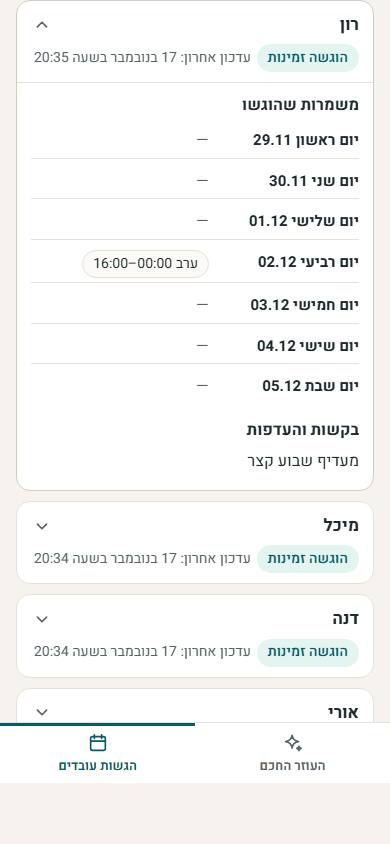 רון
הוגשה זמינות עדכון אחרון: 17 בנובמבר בשעה 20:35
משמרות שהוגשו
יום ראשון 29.11 —
יום שני 30.11 —
יום שלישי 01.12 —
יום רביעי 02.12 ערב 16:00–00:00
יום חמישי 03.12 —
יום שישי 04.12 —
יום שבת 05.12 —
בקשות והעדפות
מעדיף שבוע קצר
מיכל
הוגשה זמינות עדכון אחרון: 17 בנובמבר בשעה 20:34
דנה
הוגשה זמינות עדכון אחרון: 17 בנובמבר בשעה 20:34
אורי
העוזר החכם
הגשות עובדים